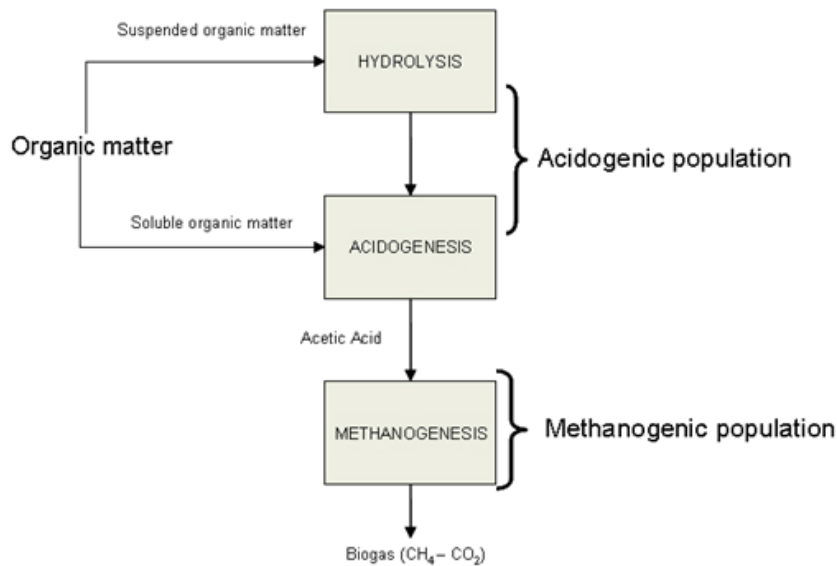 Suspended organic matter
HYDROLYSIS
Organic matter
Acidogenic population
Soluble organic matter
ACIDOGENESIS
Acetic Acid
METHANOGENESIS
Methanogenic population
Biogas (CH₄ – CO₂)